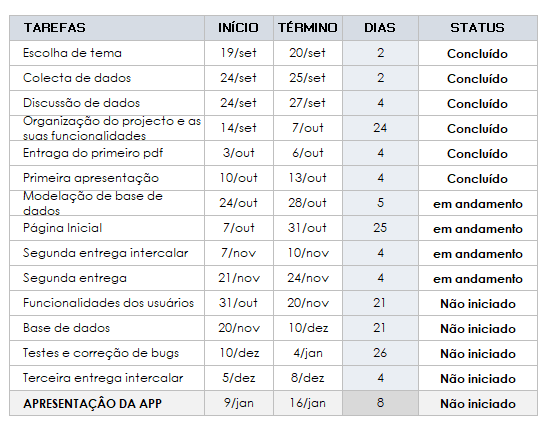 TAREFAS INÍCIO TÉRMINO DIAS STATUS
Escolha de tema 19/set 20/set 2 Concluído
Colecta de dados 24/set 25/set 2 Concluído
Discussão de dados 24/set 27/set 4 Concluído
Organização do projecto e as
suas funcionalidades 14/set 7/out 24 Concluído
Entraga do primeiro pdf 3/out 6/out 4 Concluído
Primeira apresentação 10/out 13/out 4 Concluído
Modelação de base de
dados 24/out 28/out 5 em andamento
Página Inicial 7/out 31/out 25 em andamento
Segunda entrega intercalar 7/nov 10/nov 4 em andamento
Segunda entrega 21/nov 24/nov 4 em andamento
Funcionalidades dos usuários 31/out 20/nov 21 Não iniciado
Base de dados 20/nov 10/dez 21 Não iniciado
Testes e correção de bugs 10/dez 4/jan 26 Não iniciado
Terceira entrega intercalar 5/dez 8/dez 4 Não iniciado
APRESENTAÇÂO DA APP 9/jan 16/jan 8 Não iniciado